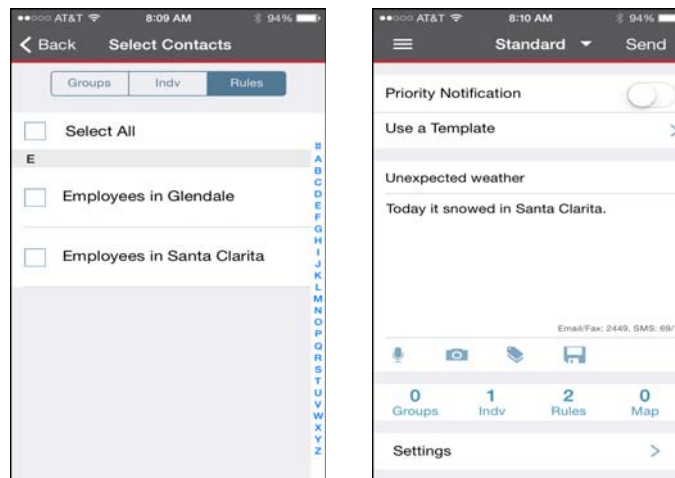 AT&T 8:09 AM 94%
Back Select Contacts
Groups Indv Rules
Select All
E
Employees in Glendale
Employees in Santa Clarita
#
A
B
C
D
E
F
G
H
I
J
K
L
M
N
O
P
Q
R
S
T
U
V
W
X
Y
Z
AT&T 8:10 AM 94%
Standard Send
Priority Notification
Use a Template
Unexpected weather
Today it snowed in Santa Clarita.
Email/Fax: 2449, SMS: 69/
0 1 2 0
Groups Indv Rules Map
Settings